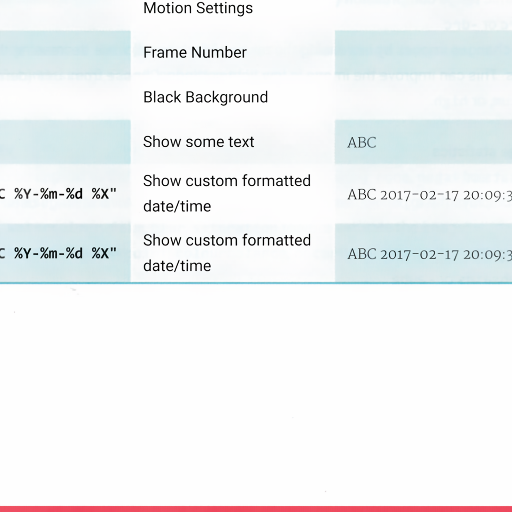 Motion Settings
Frame Number
Black Background
Show some text ABC
Show custom formatted
%Y-%m-%d %X" ABC 2017-02-17 20:09:3
date/time
Show custom formatted
%Y-%m-%d %X" ABC 2017-02-17 20:09:3
date/time